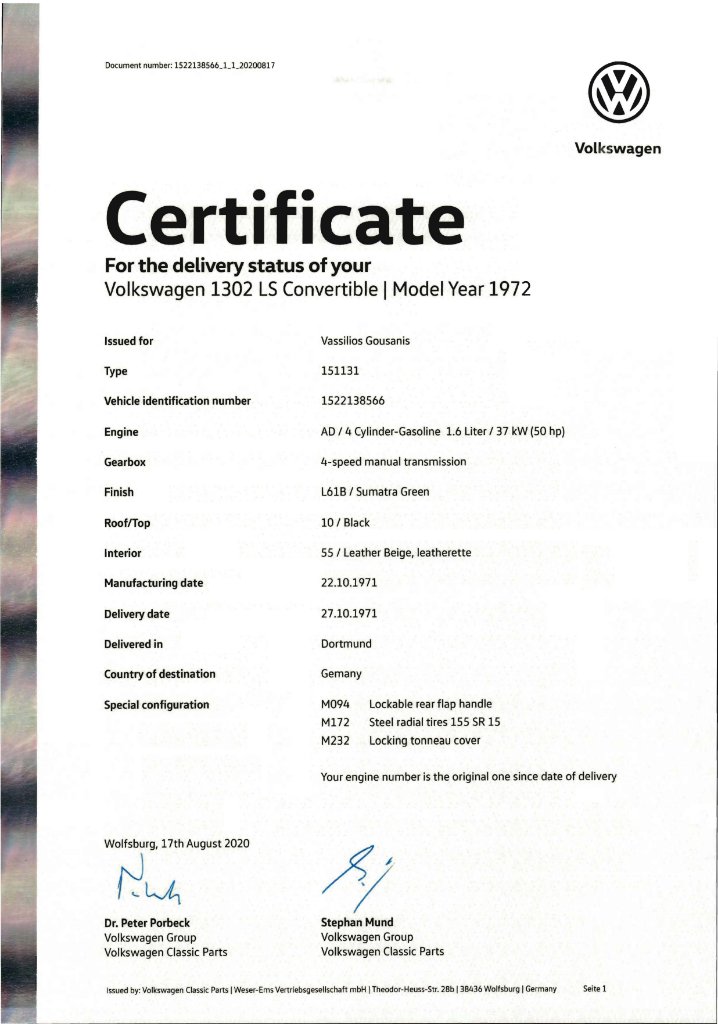 Document number: 1522138566_1_1_20200817
Volkswagen
Certificate
For the delivery status of your
Volkswagen 1302 LS Convertible | Model Year 1972
Issued for Vassilios Gousanis
Type 151131
Vehicle identification number 1522138566
Engine AD / 4 Cylinder-Gasoline 1.6 Liter / 37 kW (50 hp)
Gearbox 4-speed manual transmission
Finish L61B / Sumatra Green
Roof/Top 10 / Black
Interior 55 / Leather Beige, leatherette
Manufacturing date 22.10.1971
Delivery date 27.10.1971
Delivered in Dortmund
Country of destination Gemany
Special configuration M094 Lockable rear flap handle
M172 Steel radial tires 155 SR 15
M232 Locking tonneau cover
Your engine number is the original one since date of delivery
Wolfsburg, 17th August 2020
Dr. Peter Porbeck Stephan Mund
Volkswagen Group Volkswagen Group
Volkswagen Classic Parts Volkswagen Classic Parts
Issued by: Volkswagen Classic Parts | Weser-Ems Vertriebsgesellschaft mbH | Theodor-Heuss-Str. 28b | 38436 Wolfsburg | Germany Seite 1